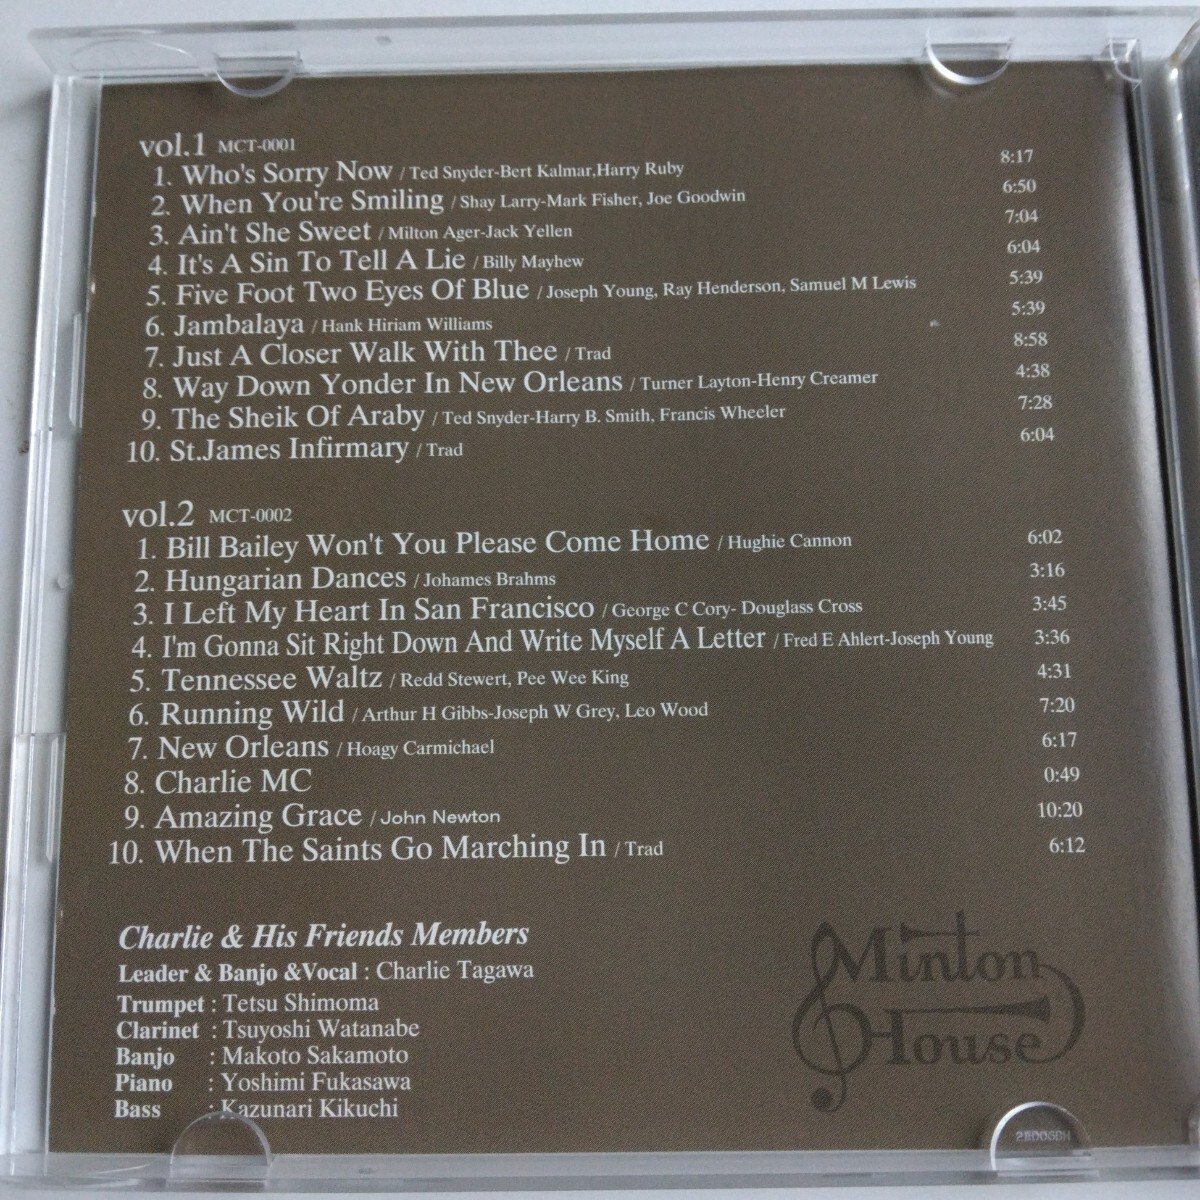 vol.1 MCT-0001
1. Who's Sorry Now / Ted Snyder-Bert Kalmar,Harry Ruby 8:17
2. When You're Smiling / Shay Larry-Mark Fisher, Joe Goodwin 6:50
3. Ain't She Sweet / Milton Ager-Jack Yellen 7:04
4. It's A Sin To Tell A Lie / Billy Mayhew 6:04
5. Five Foot Two Eyes Of Blue / Joseph Young, Ray Henderson, Samuel M Lewis 5:39
6. Jambalaya / Hank Hiriam Williams 5:39
7. Just A Closer Walk With Thee / Trad 8:58
8. Way Down Yonder In New Orleans / Turner Layton-Henry Creamer 4:38
9. The Sheik Of Araby / Ted Snyder-Harry B. Smith, Francis Wheeler 7:28
10. St.James Infirmary / Trad 6:04
vol.2 MCT-0002
1. Bill Bailey Won't You Please Come Home / Hughie Cannon 6:02
2. Hungarian Dances / Johames Brahms 3:16
3. I Left My Heart In San Francisco / George C Cory- Douglass Cross 3:45
4. I'm Gonna Sit Right Down And Write Myself A Letter / Fred E Ahlert-Joseph Young 3:36
5. Tennessee Waltz / Redd Stewert, Pee Wee King 4:31
6. Running Wild / Arthur H Gibbs-Joseph W Grey, Leo Wood 7:20
7. New Orleans / Hoagy Carmichael 6:17
8. Charlie MC 0:49
9. Amazing Grace / John Newton 10:20
10. When The Saints Go Marching In / Trad 6:12
Charlie & His Friends Members
Leader & Banjo &Vocal : Charlie Tagawa
Trumpet : Tetsu Shimoma
Clarinet : Tsuyoshi Watanabe
Banjo : Makoto Sakamoto
Piano : Yoshimi Fukasawa
Bass : Kazunari Kikuchi
Minton
House